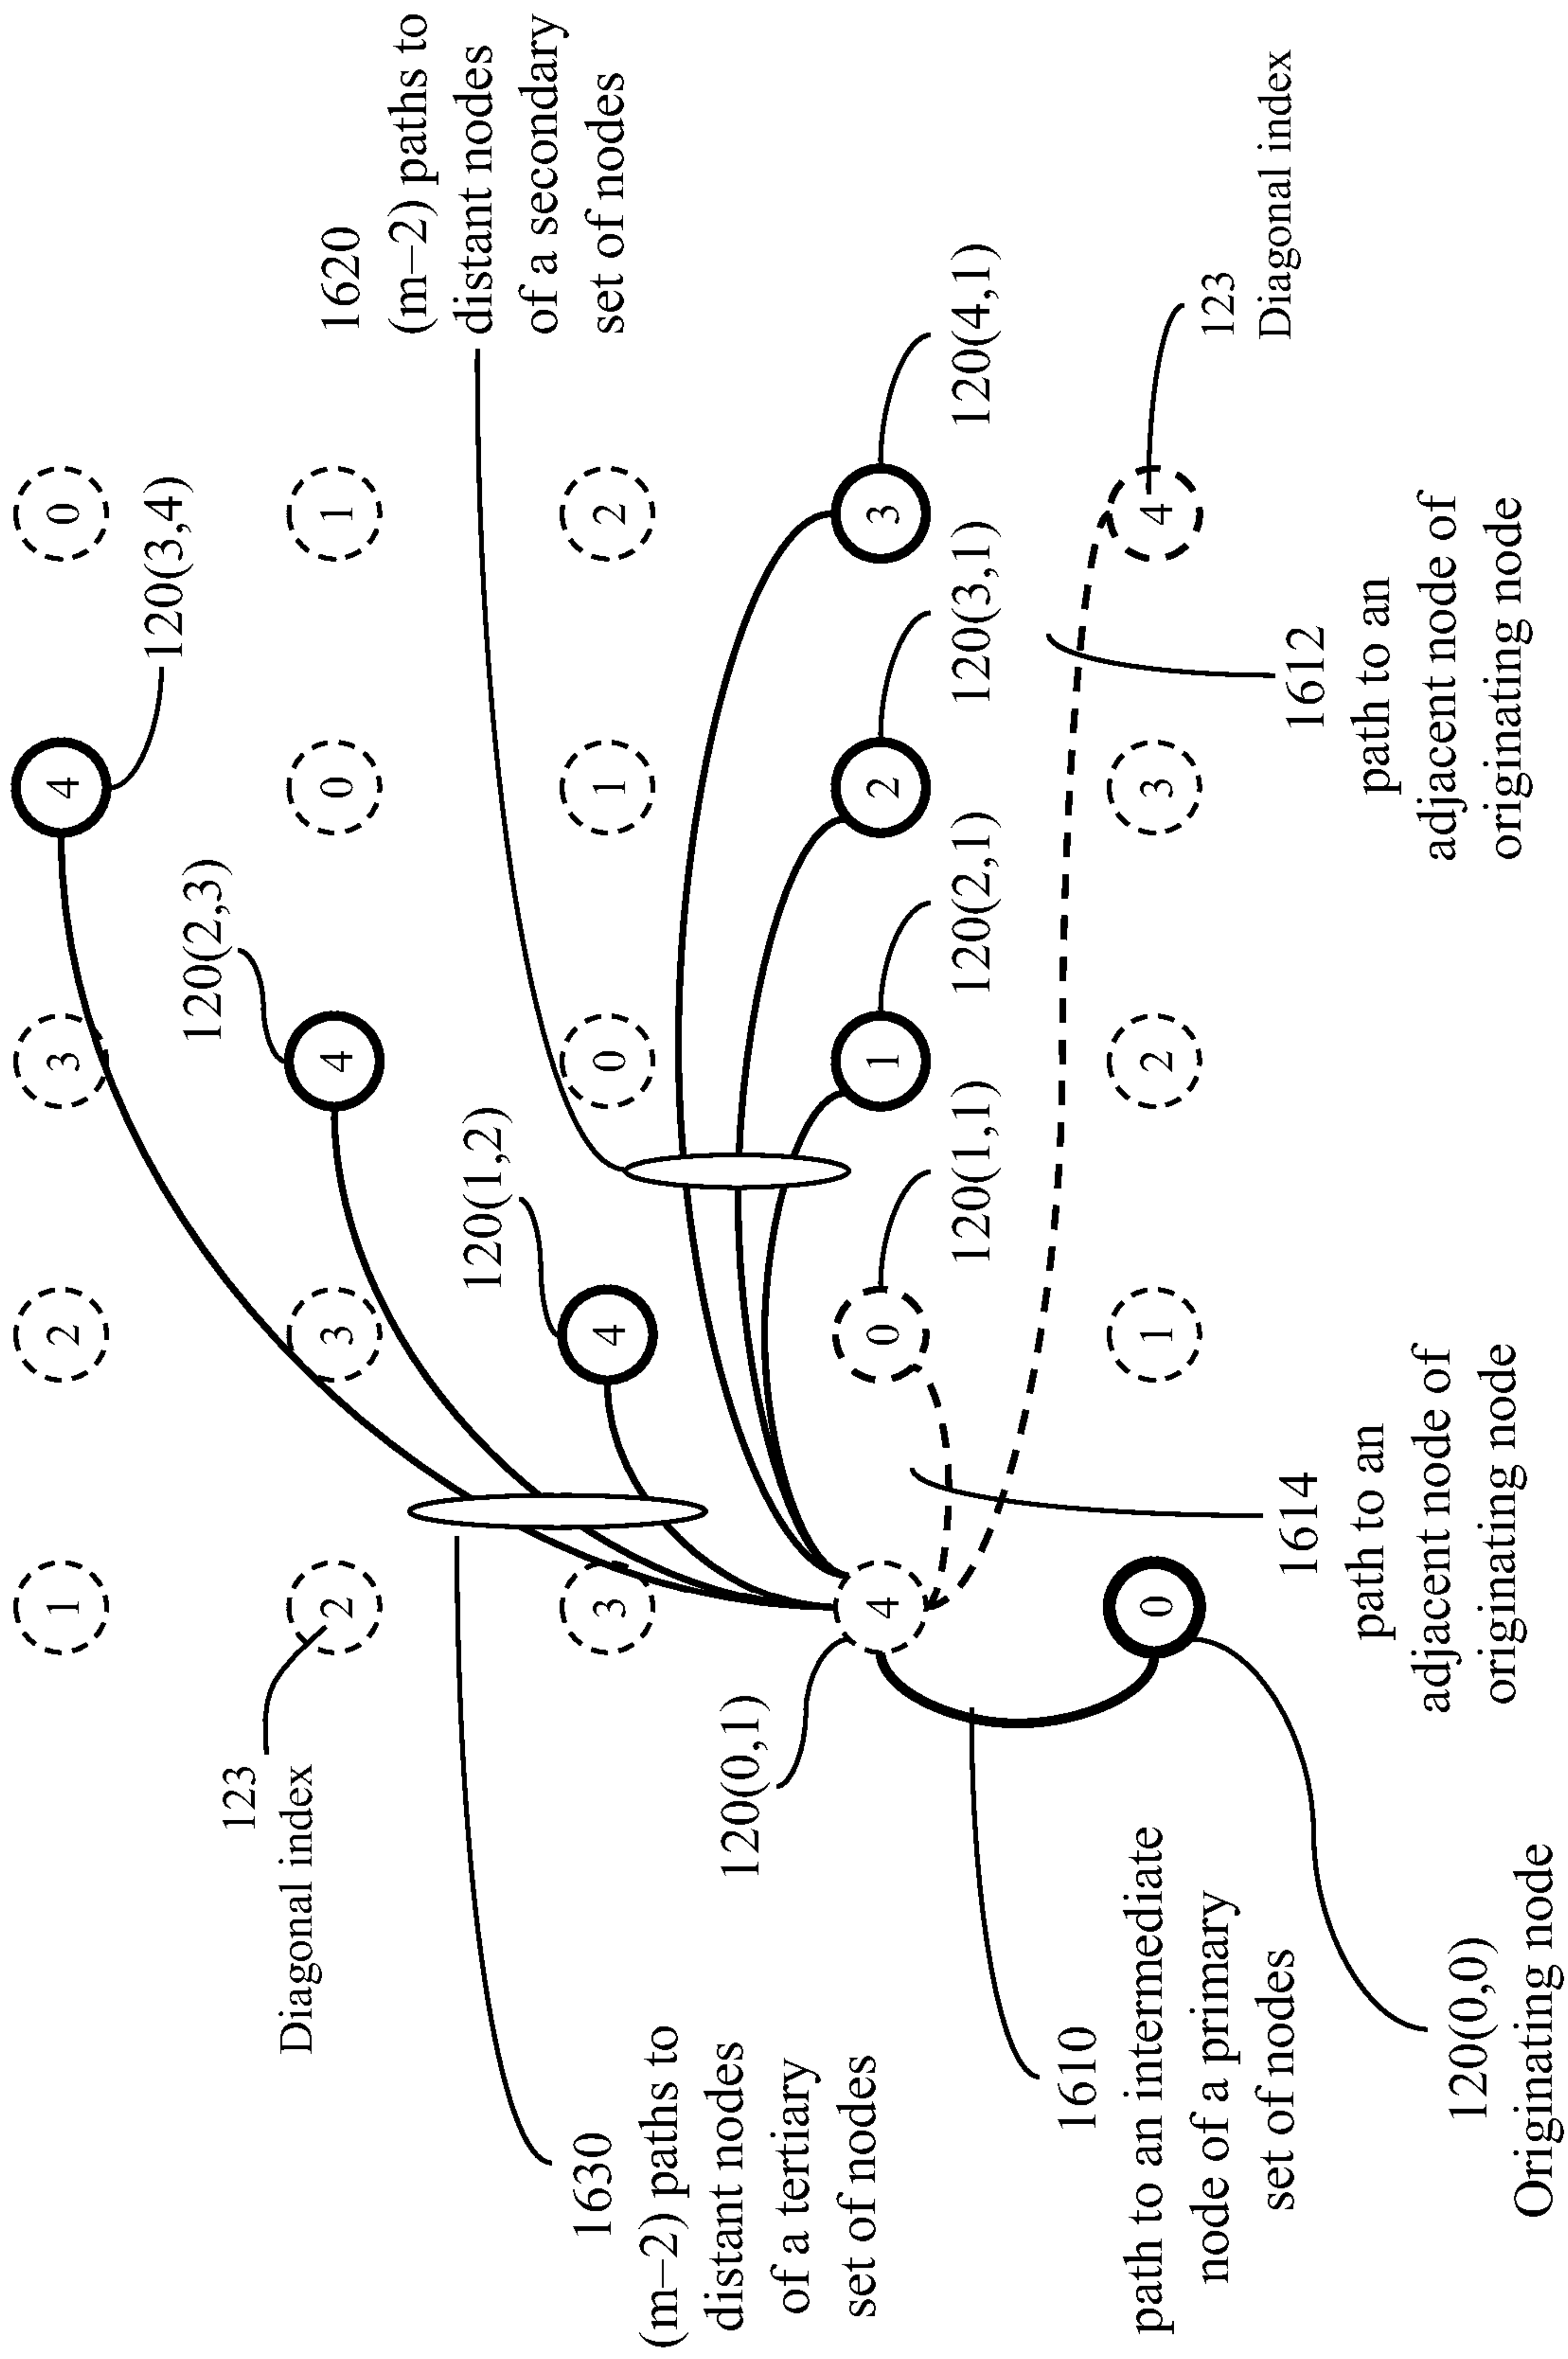 1 2 3 4 0
120(3,4)
120(2,3)
123
Diagonal index
2 3 4 0 1
1620
(m−2) paths to
distant nodes
of a secondary
set of nodes
120(1,2)
3 4 0 1 2
1630
(m−2) paths to
distant nodes
of a tertiary
set of nodes
120(0,1)
4 0 1 2 3
120(1,1) 120(2,1) 120(3,1) 120(4,1)
1610
path to an intermediate
node of a primary
set of nodes
0 1 2 3 4
123
Diagonal index
1614
path to an
adjacent node of
originating node
1612
path to an
adjacent node of
originating node
120(0,0)
Originating node